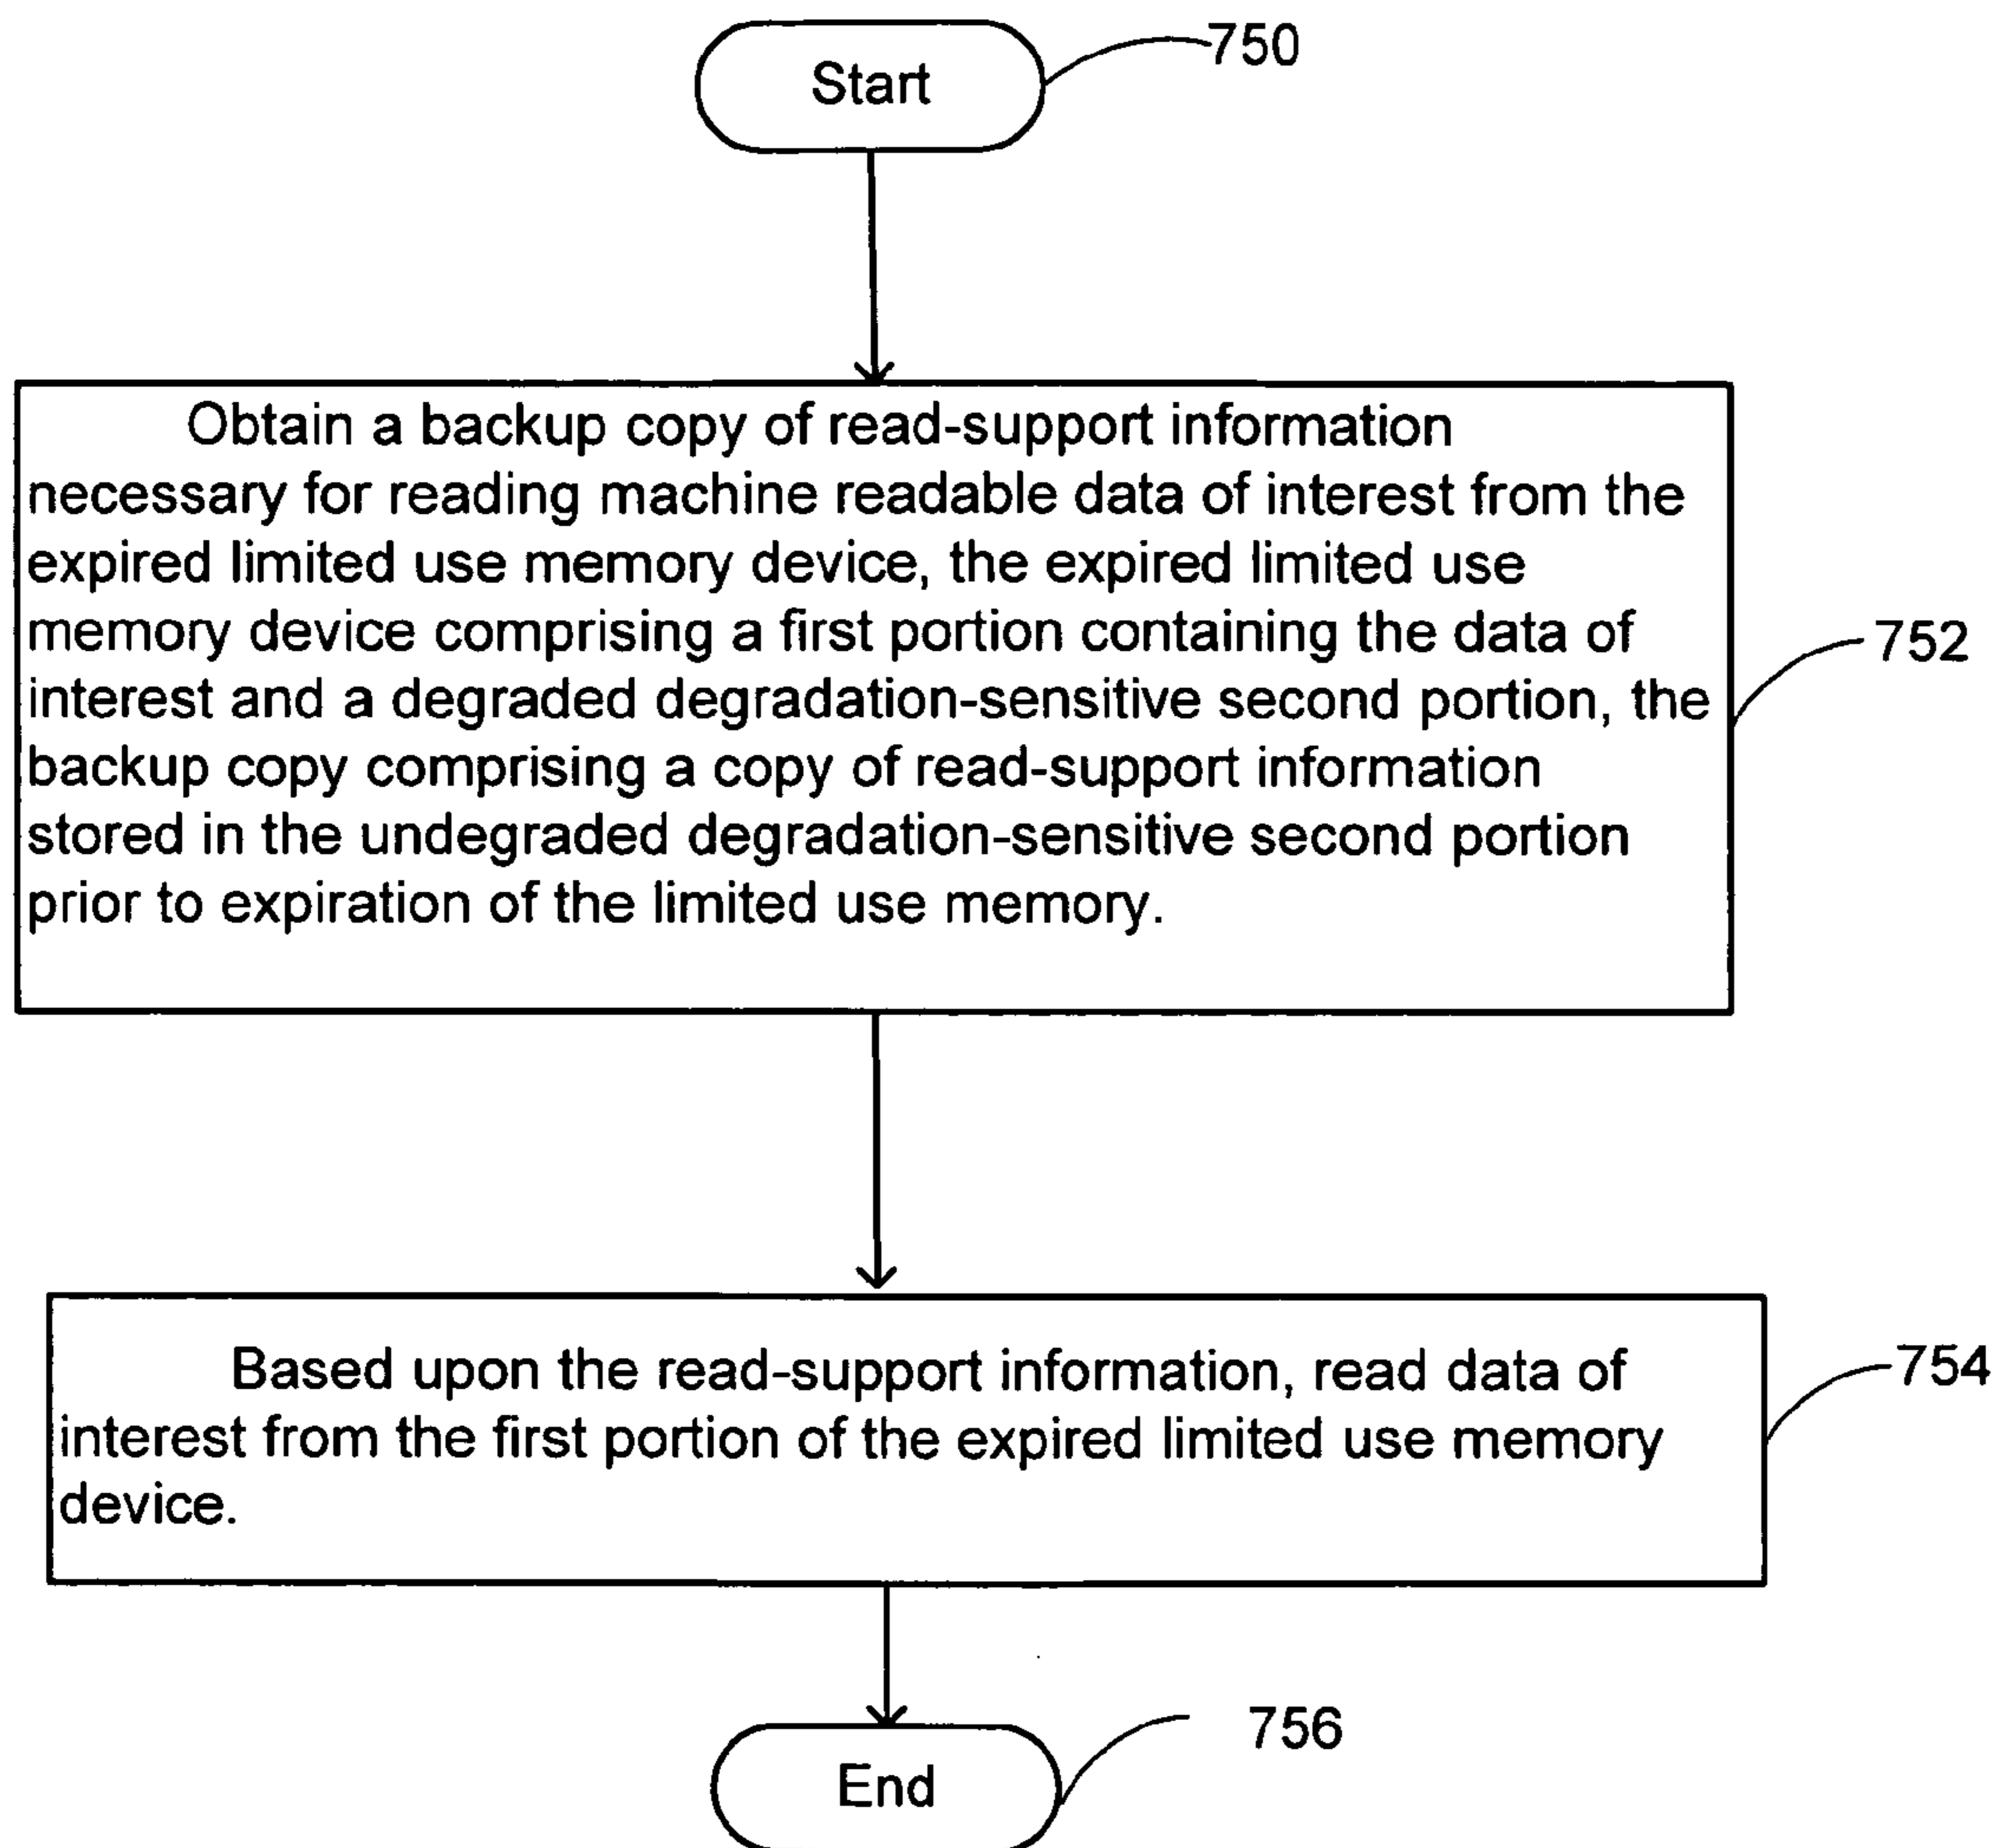 Start
750
Obtain a backup copy of read-support information
necessary for reading machine readable data of interest from the
expired limited use memory device, the expired limited use
memory device comprising a first portion containing the data of
interest and a degraded degradation-sensitive second portion, the
backup copy comprising a copy of read-support information
stored in the undegraded degradation-sensitive second portion
prior to expiration of the limited use memory.
752
Based upon the read-support information, read data of
interest from the first portion of the expired limited use memory
device.
754
End
756